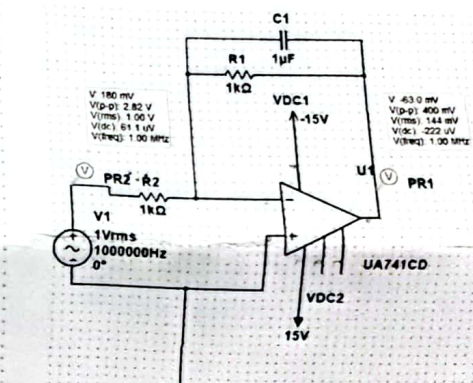 C1
1µF
R1
1kΩ
V: 180 mV
V(p-p): 2.82 V
V(rms): 1.00 V
V(dc): 61.1 uV
V(freq): 1.00 MHz
VDC1
-15V
V: -63.0 mV
V(p-p): 400 mV
V(rms): 144 mV
V(dc): -222 uV
V(freq): 1.00 MHz
U1
V
PR1
V
PR2
R2
1kΩ
V1
1Vrms
1000000Hz
0°
UA741CD
VDC2
15V